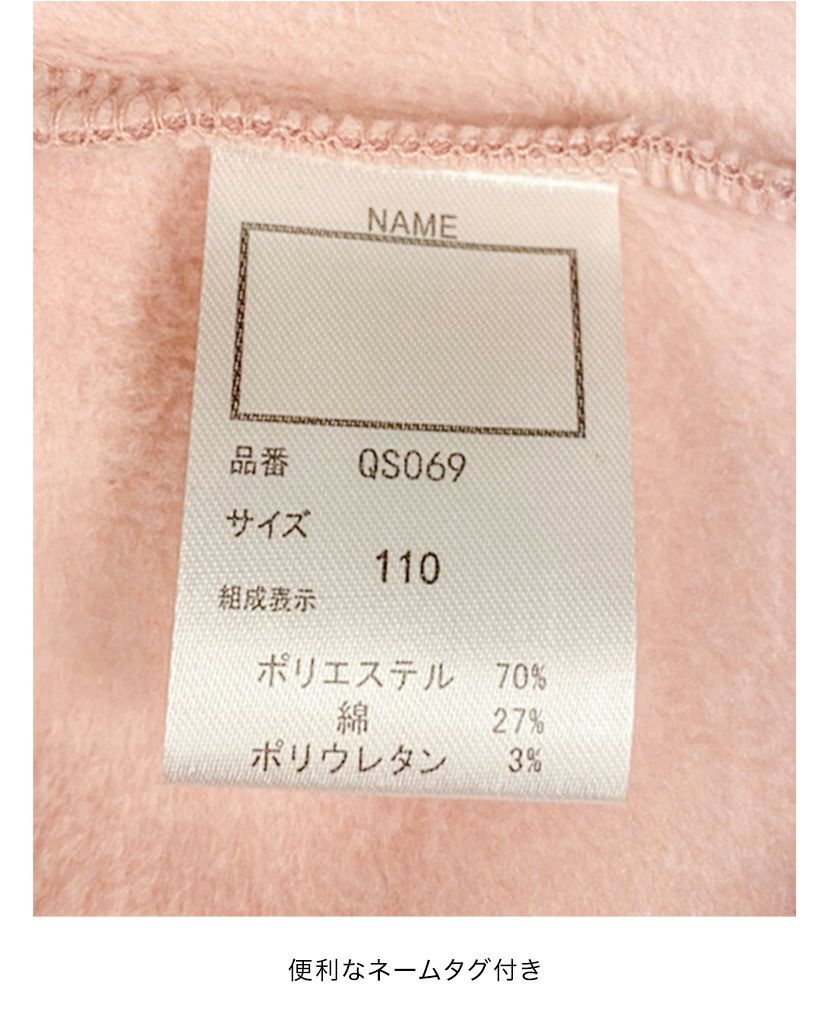 NAME
品番 QS069
サイズ
110
組成表示
ポリエステル 70%
綿 27%
ポリウレタン 3%
便利なネームタグ付き